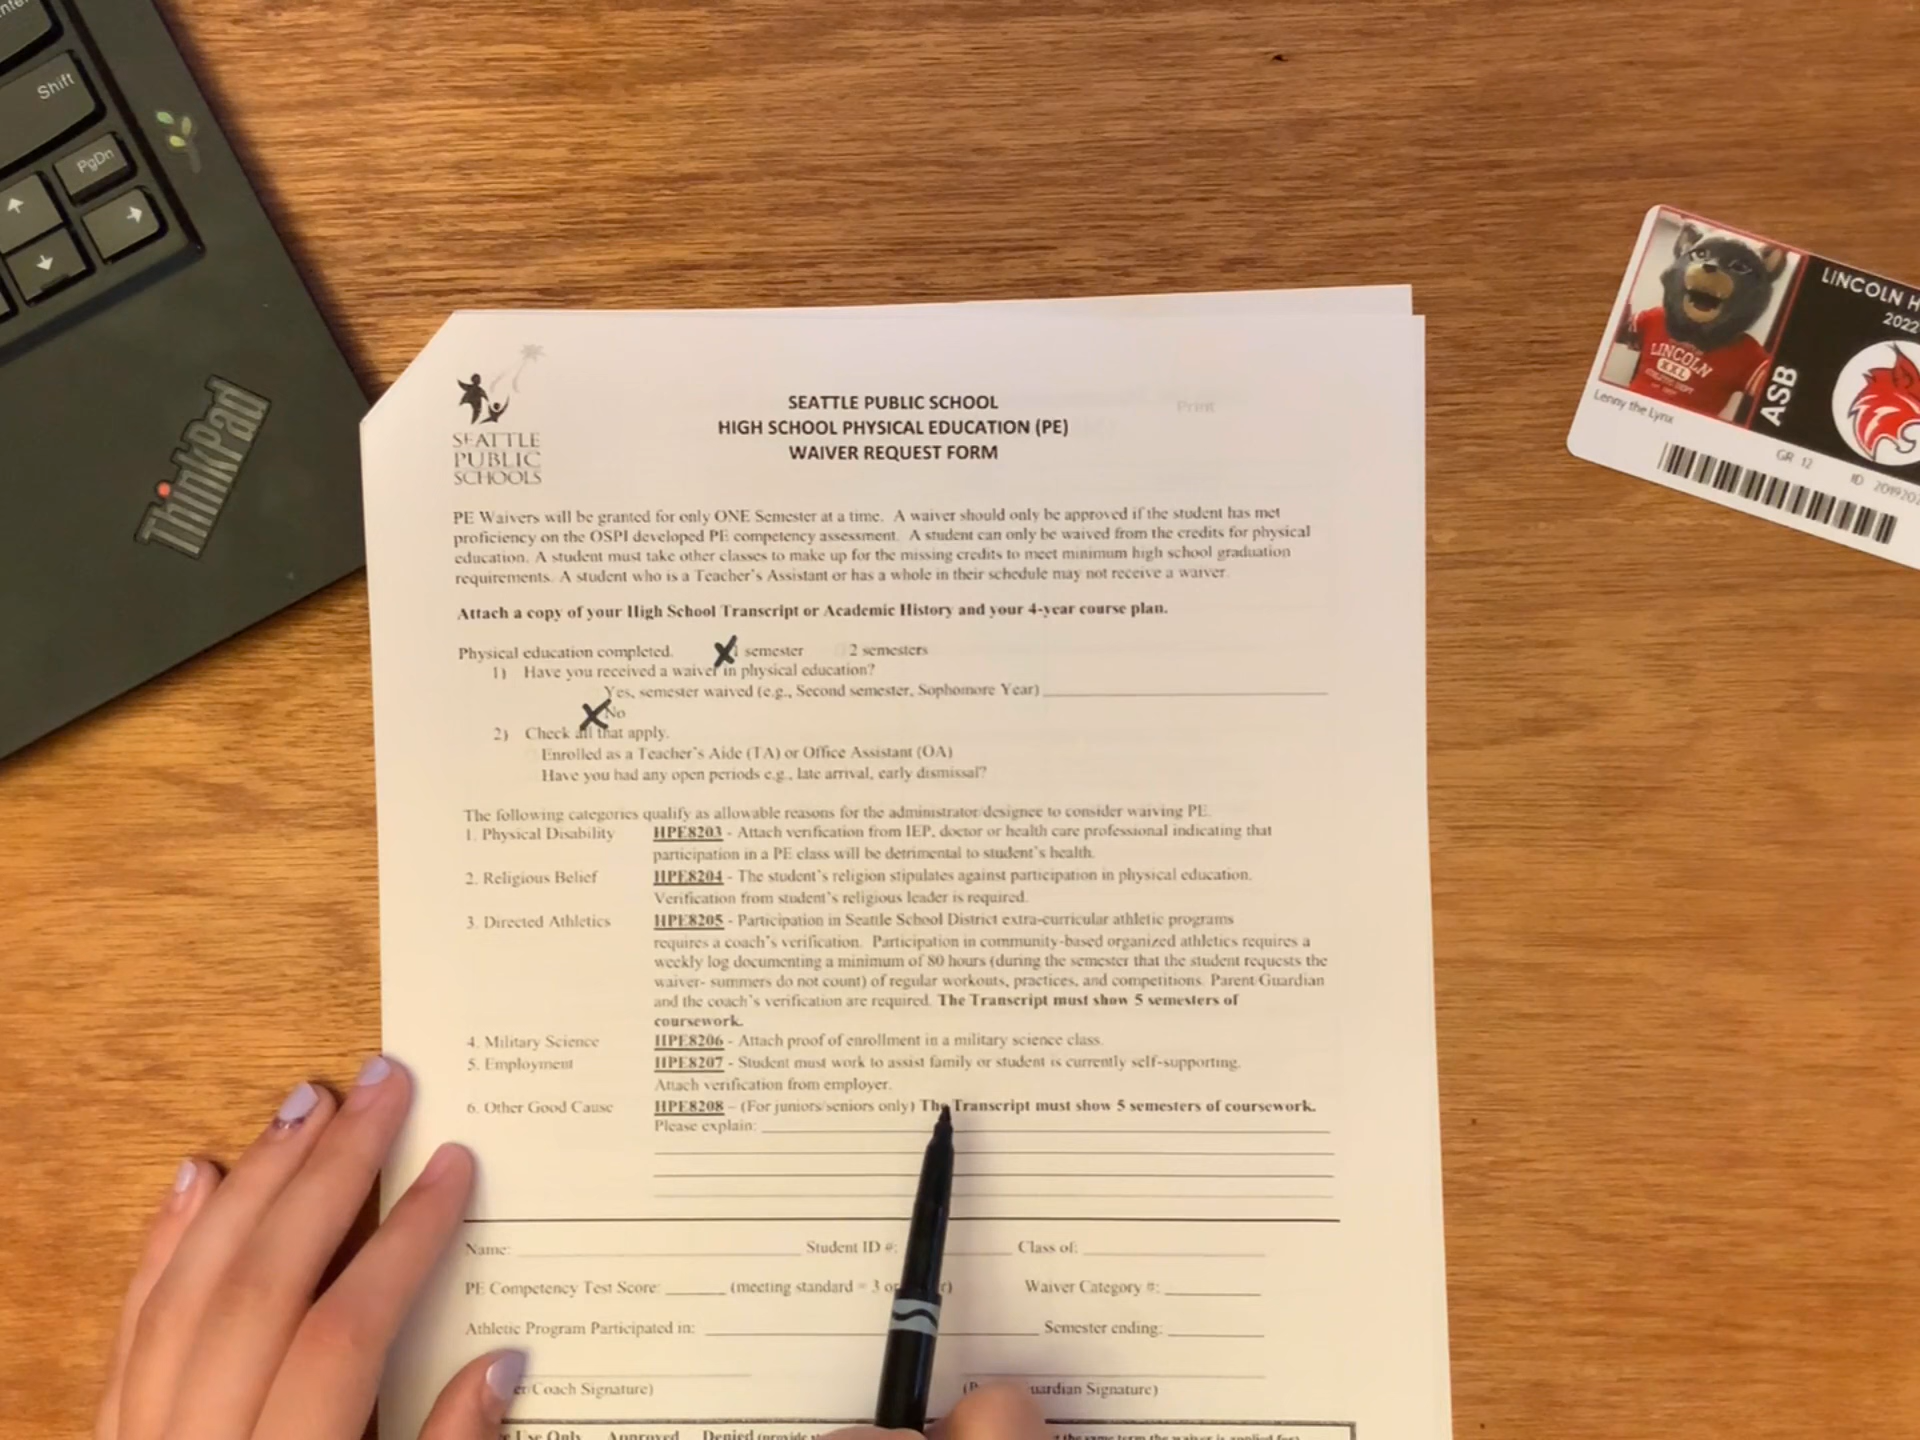 Shift
PgDn
ThinkPad
LINCOLN
XXL
LINCOLN H
2022
ASB
Lenny the Lynx
GR 12
ID
SEATTLE
PUBLIC
SCHOOLS
SEATTLE PUBLIC SCHOOL
HIGH SCHOOL PHYSICAL EDUCATION (PE)
WAIVER REQUEST FORM
Print
PE Waivers will be granted for only ONE Semester at a time. A waiver should only be approved if the student has met
proficiency on the OSPI developed PE competency assessment. A student can only be waived from the credits for physical
education. A student must take other classes to make up for the missing credits to meet minimum high school graduation
requirements. A student who is a Teacher's Assistant or has a whole in their schedule may not receive a waiver.
Attach a copy of your High School Transcript or Academic History and your 4-year course plan.
Physical education completed. X semester 2 semesters
1) Have you received a waiver in physical education?
Yes, semester waived (e.g., Second semester, Sophomore Year)
X No
2) Check all that apply.
Enrolled as a Teacher's Aide (TA) or Office Assistant (OA)
Have you had any open periods e.g., late arrival, early dismissal?
The following categories qualify as allowable reasons for the administrator/designee to consider waiving PE.
1. Physical Disability HPE8203 - Attach verification from IEP, doctor or health care professional indicating that
participation in a PE class will be detrimental to student's health.
2. Religious Belief HPE8204 - The student's religion stipulates against participation in physical education.
Verification from student's religious leader is required.
3. Directed Athletics HPE8205 - Participation in Seattle School District extra-curricular athletic programs
requires a coach's verification. Participation in community-based organized athletics requires a
weekly log documenting a minimum of 80 hours (during the semester that the student requests the
waiver- summers do not count) of regular workouts, practices, and competitions. Parent/Guardian
and the coach's verification are required. The Transcript must show 5 semesters of
coursework.
4. Military Science HPE8206 - Attach proof of enrollment in a military science class.
5. Employment HPE8207 - Student must work to assist family or student is currently self-supporting.
Attach verification from employer.
6. Other Good Cause HPE8208 – (For juniors/seniors only) The Transcript must show 5 semesters of coursework.
Please explain:
Name: Student ID #: Class of:
PE Competency Test Score: (meeting standard = 3 or Waiver Category #:
Athletic Program Participated in: Semester ending:
Coach Signature) Guardian Signature)
Use Only Approved Denied